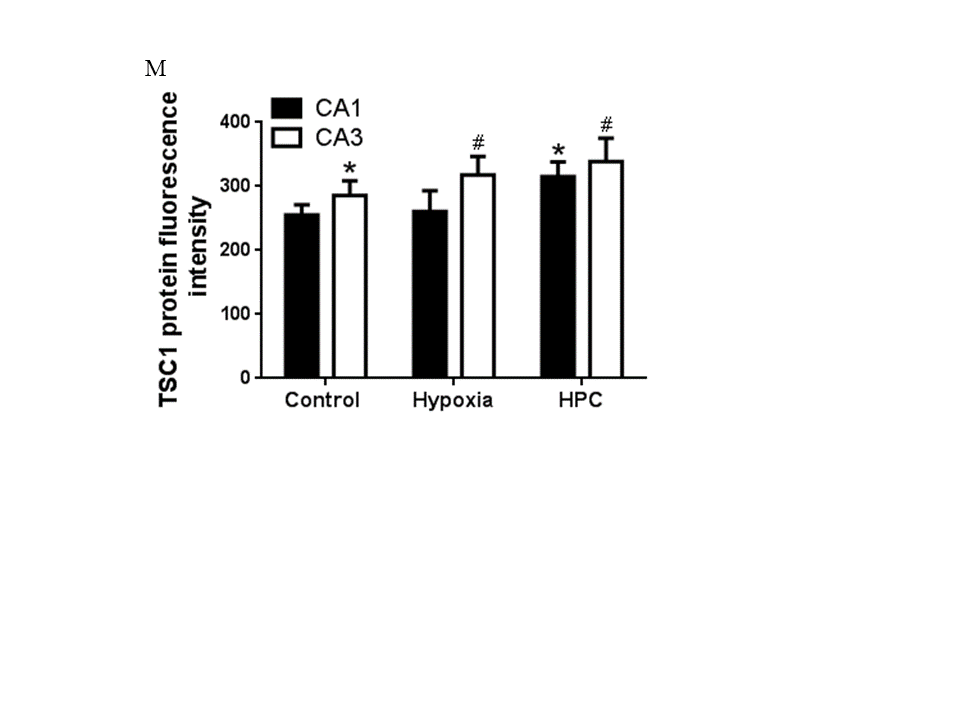 M
TSC1 protein fluorescence
intensity
CA1
CA3
400
300
200
100
0
*
#
*
#
Control
Hypoxia
HPC